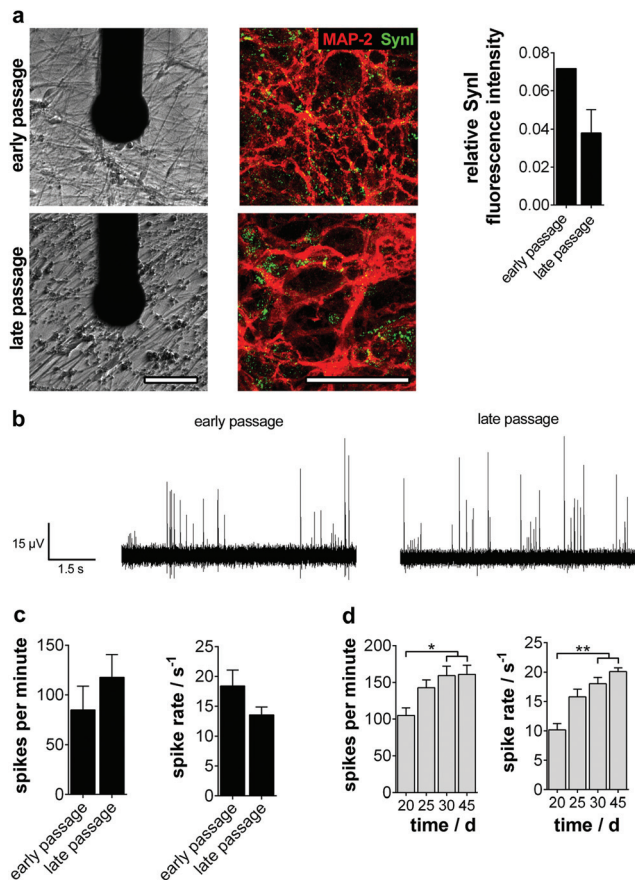 a
early passage
late passage
MAP-2 SynI
relative SynI
fluorescence intensity
0.08
0.06
0.04
0.02
0.00
early passage
late passage
b
early passage
late passage
15 µV
1.5 s
c
spikes per minute
150
100
50
0
early passage
late passage
spike rate / s⁻¹
25
20
15
10
5
0
early passage
late passage
d
spikes per minute
200
150
100
50
0
*
20 25 30 45
time / d
spike rate / s⁻¹
25
20
15
10
5
0
**
20 25 30 45
time / d